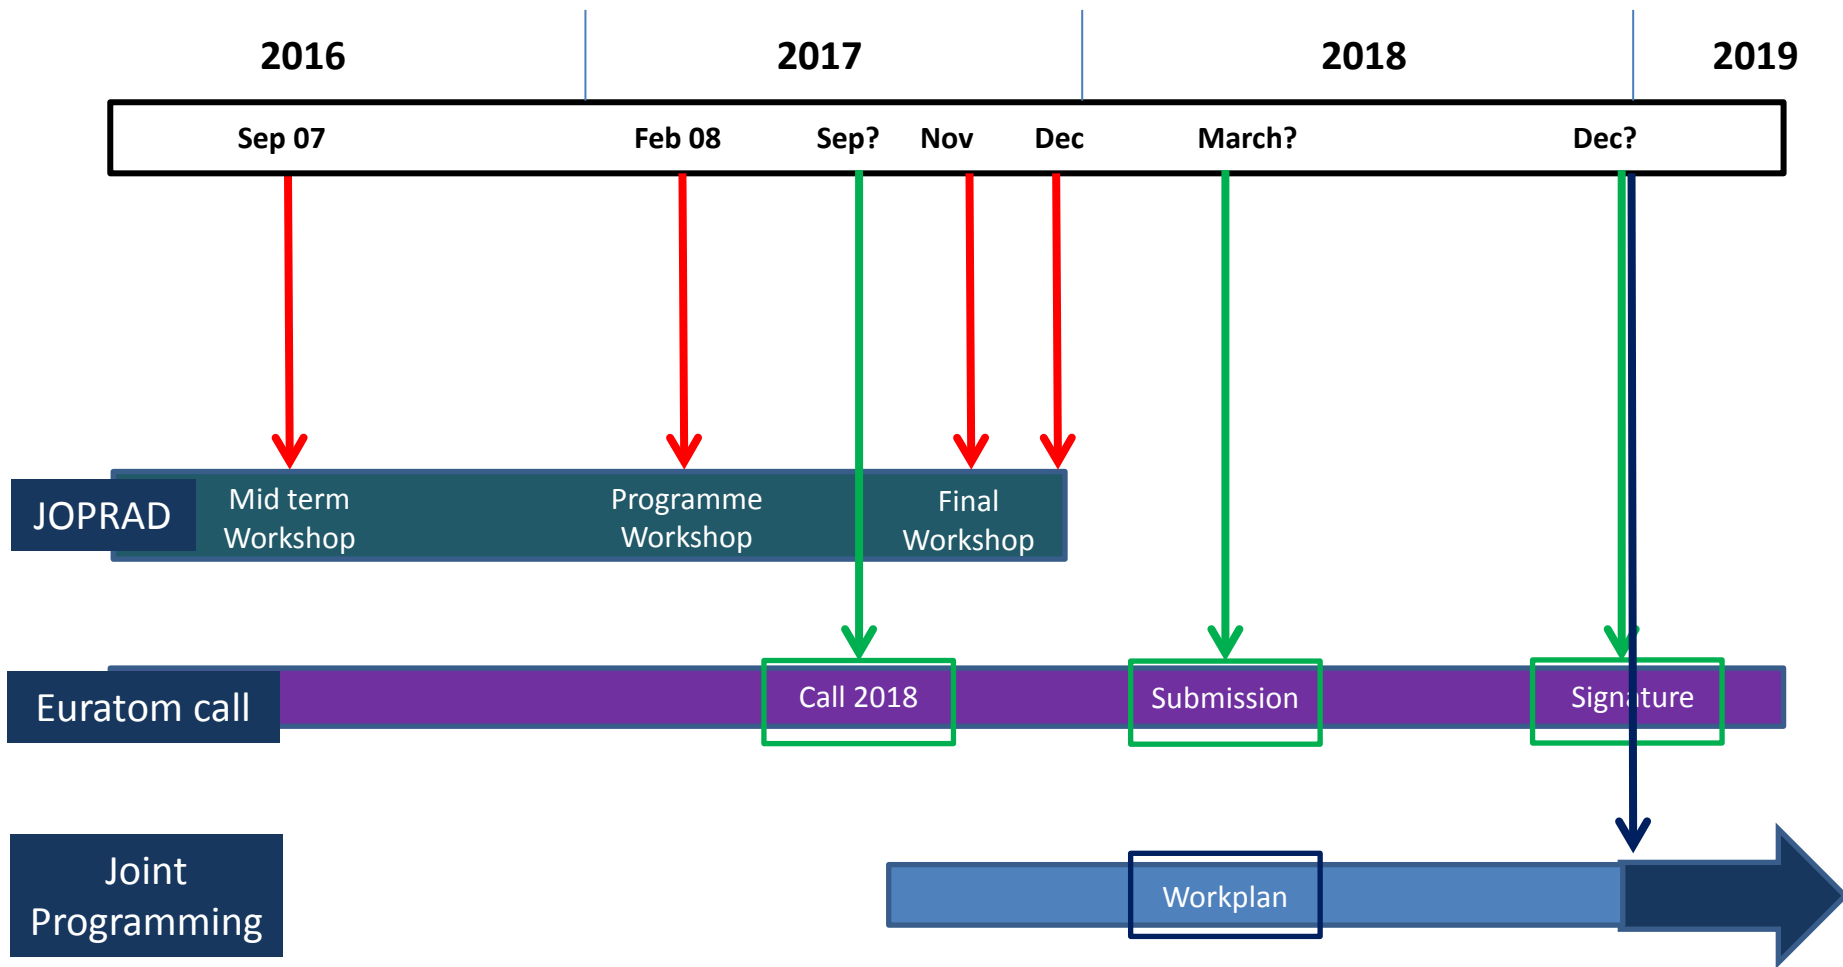 2016
2017
2018
2019
Sep 07
Feb 08
Sep?
Nov
Dec
March?
Dec?
JOPRAD
Mid term
Workshop
Programme
Workshop
Final
Workshop
Euratom call
Call 2018
Submission
Signature
Joint
Programming
Workplan